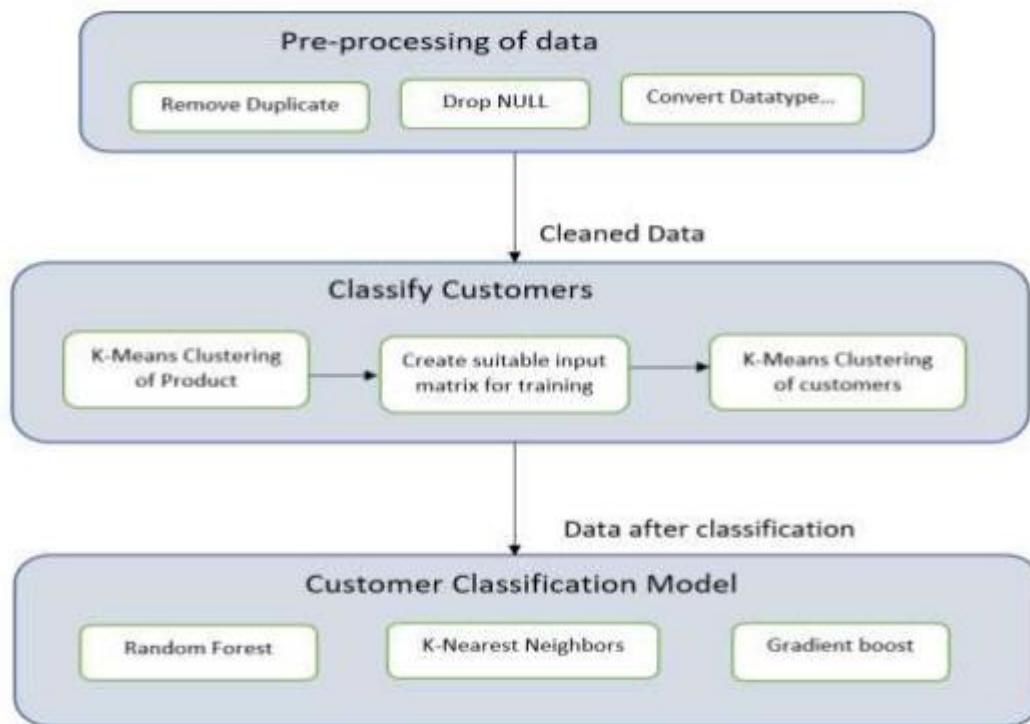 Pre-processing of data
Remove Duplicate
Drop NULL
Convert Datatype...
Cleaned Data
Classify Customers
K-Means Clustering
of Product
Create suitable input
matrix for training
K-Means Clustering
of customers
Data after classification
Customer Classification Model
Random Forest
K-Nearest Neighbors
Gradient boost